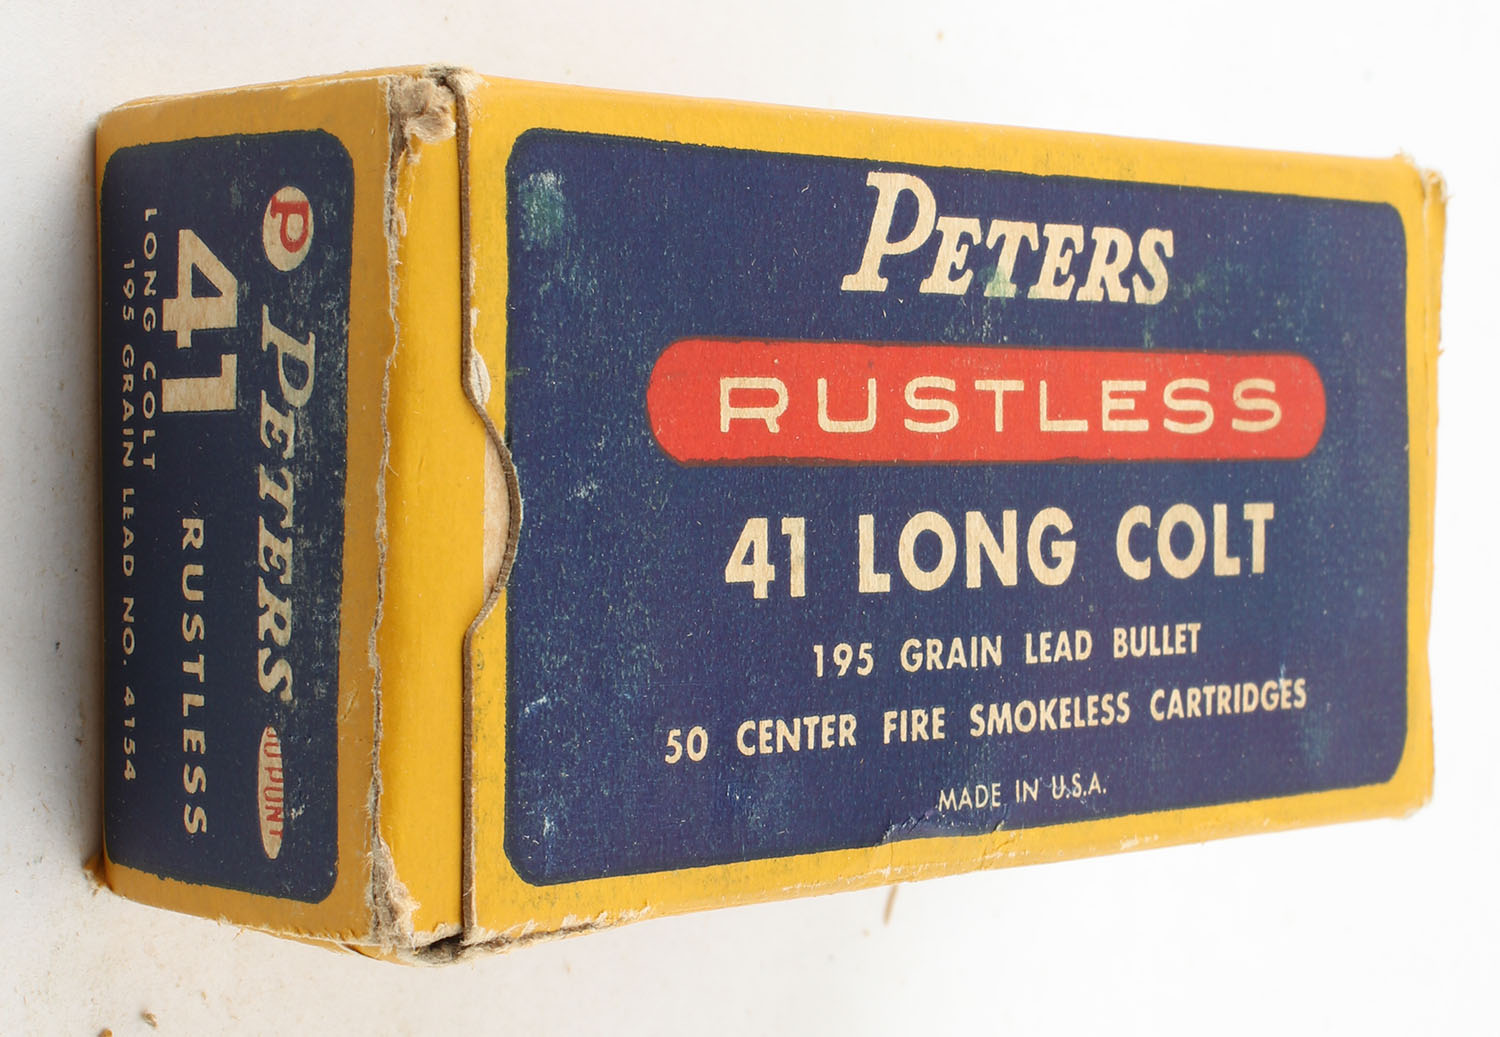 PETERS
RUSTLESS
41 LONG COLT
195 GRAIN LEAD BULLET
50 CENTER FIRE SMOKELESS CARTRIDGES
MADE IN U.S.A.
P PETERS DUPONT
41 RUSTLESS
LONG COLT
195 GRAIN LEAD NO. 4154